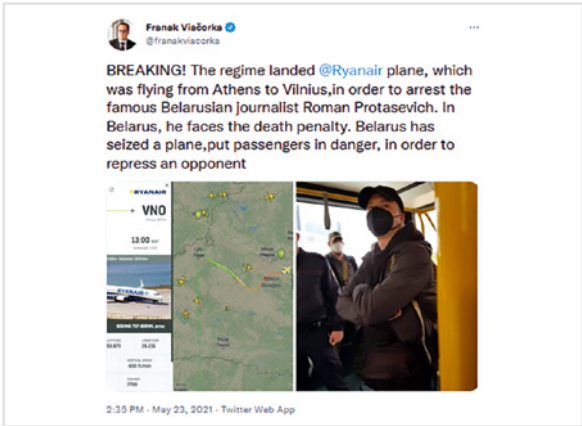 Franak Viačorka
@franakviacorka
BREAKING! The regime landed @Ryanair plane, which
was flying from Athens to Vilnius,in order to arrest the
famous Belarusian journalist Roman Protasevich. In
Belarus, he faces the death penalty. Belarus has
seized a plane,put passengers in danger, in order to
repress an opponent
RYANAIR
VNO
13:00
2:35 PM · May 23, 2021 · Twitter Web App